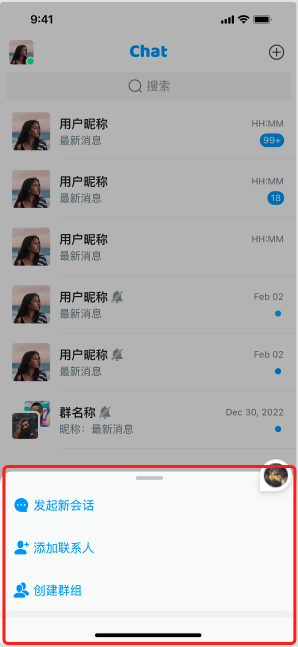 9:41
Chat
搜索
用户昵称 HH:MM
最新消息 99+
用户昵称 HH:MM
最新消息 18
用户昵称 HH:MM
最新消息
用户昵称 Feb 02
最新消息
用户昵称 Feb 02
最新消息
群名称 Dec 30, 2022
昵称：最新消息
发起新会话
添加联系人
创建群组